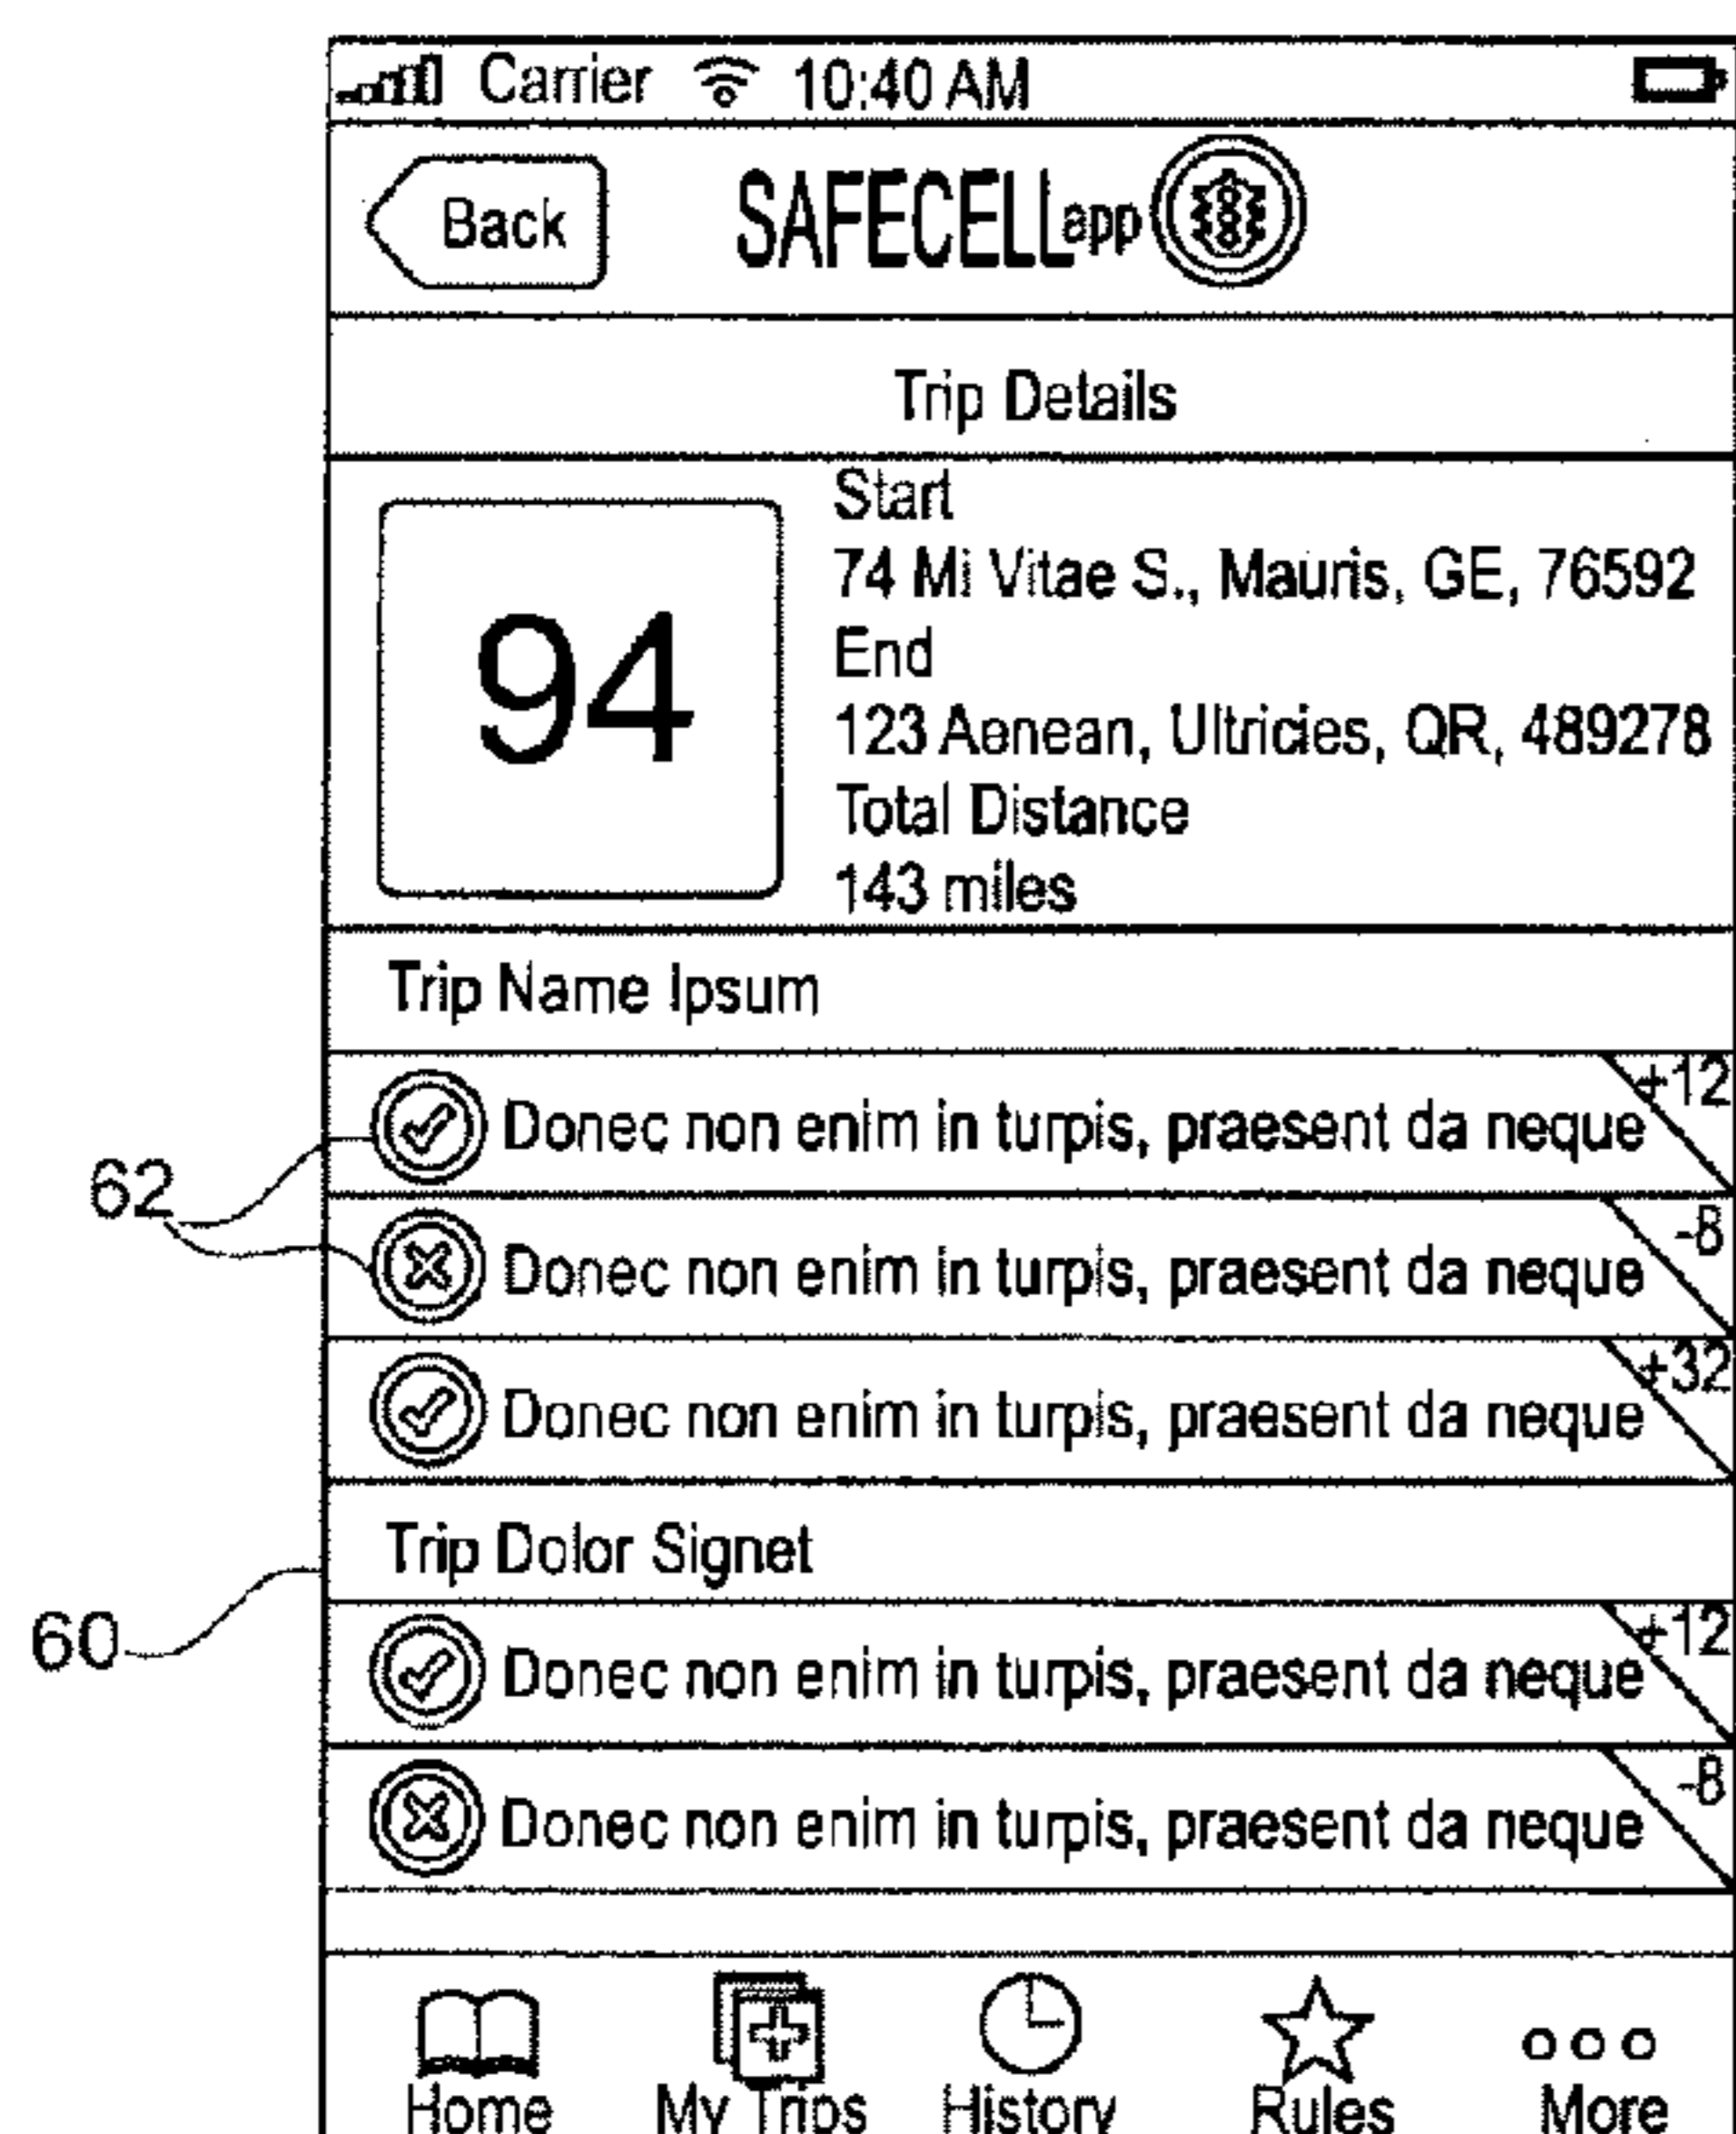 Carrier 10:40 AM
Back SAFECELLapp
Trip Details
94
Start
74 Mi Vitae S., Mauris, GE, 76592
End
123 Aenean, Ultricies, QR, 489278
Total Distance
143 miles
Trip Name Ipsum
Donec non enim in turpis, praesent da neque +12
62
Donec non enim in turpis, praesent da neque -8
Donec non enim in turpis, praesent da neque +32
Trip Dolor Signet
60
Donec non enim in turpis, praesent da neque +12
Donec non enim in turpis, praesent da neque -8
Home My Trips History Rules More